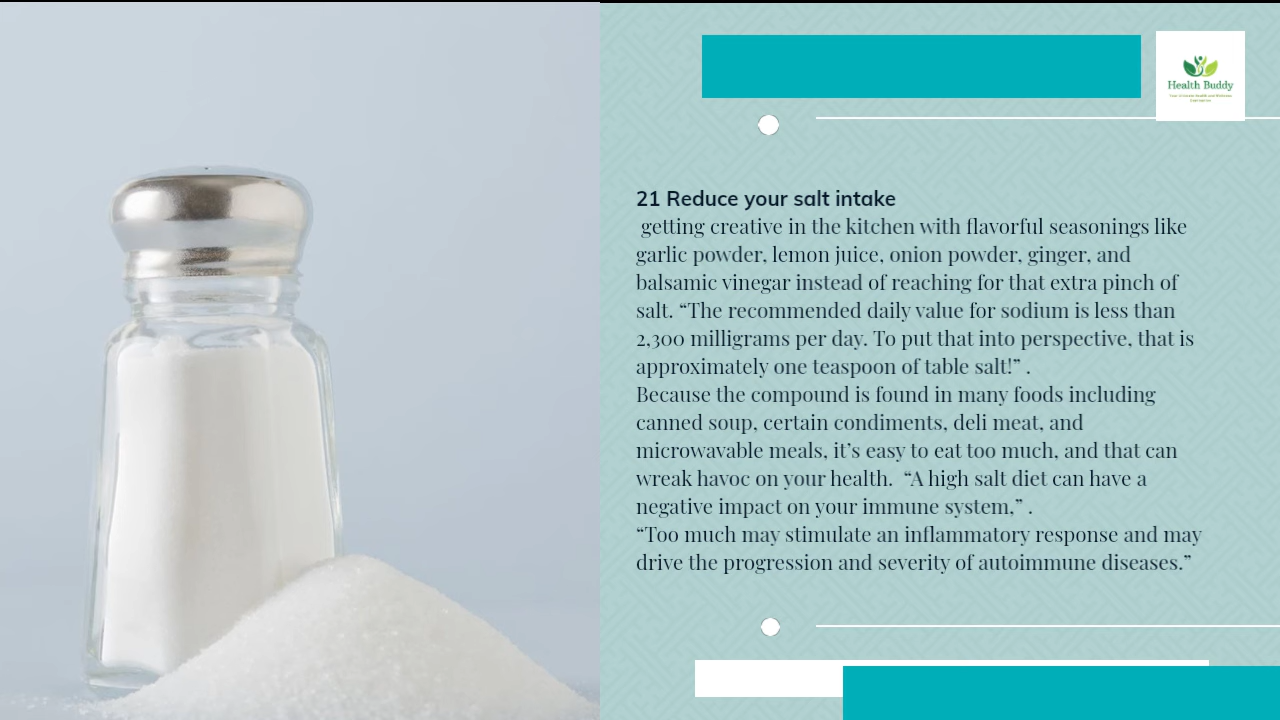 Health Buddy
21 Reduce your salt intake
getting creative in the kitchen with flavorful seasonings like
garlic powder, lemon juice, onion powder, ginger, and
balsamic vinegar instead of reaching for that extra pinch of
salt. “The recommended daily value for sodium is less than
2,300 milligrams per day. To put that into perspective, that is
approximately one teaspoon of table salt!” .
Because the compound is found in many foods including
canned soup, certain condiments, deli meat, and
microwavable meals, it’s easy to eat too much, and that can
wreak havoc on your health.  “A high salt diet can have a
negative impact on your immune system,” .
“Too much may stimulate an inflammatory response and may
drive the progression and severity of autoimmune diseases.”